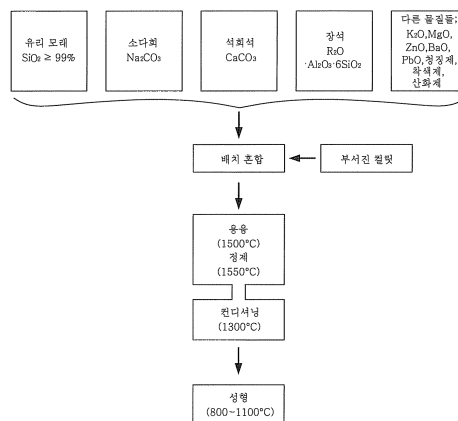 유리 모래
SiO₂ ≥ 99%
소다회
Na₂CO₃
석회석
CaCO₃
장석
R₂O
·Al₂O₃·6SiO₂
다른 물질들;
K₂O,MgO,
ZnO,BaO,
PbO,청징제,
착색제,
산화제
배치 혼합
부서진 컬릿
용융
(1500°C)
정제
(1550°C)
컨디셔닝
(1300°C)
성형
(800~1100°C)